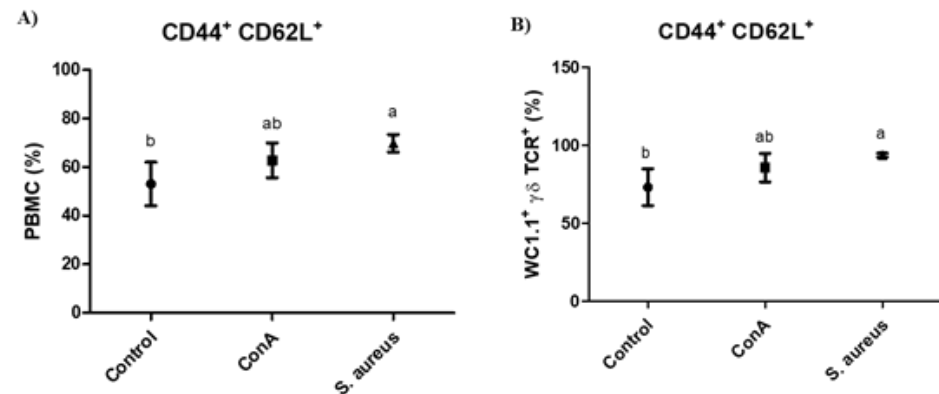 A)
CD44⁺ CD62L⁺
PBMC (%)
100
80
60
40
20
0
b
ab
a
Control
ConA
S. aureus
B)
CD44⁺ CD62L⁺
WC1.1⁺ γδ TCR⁺ (%)
150
100
50
0
b
ab
a
Control
ConA
S. aureus